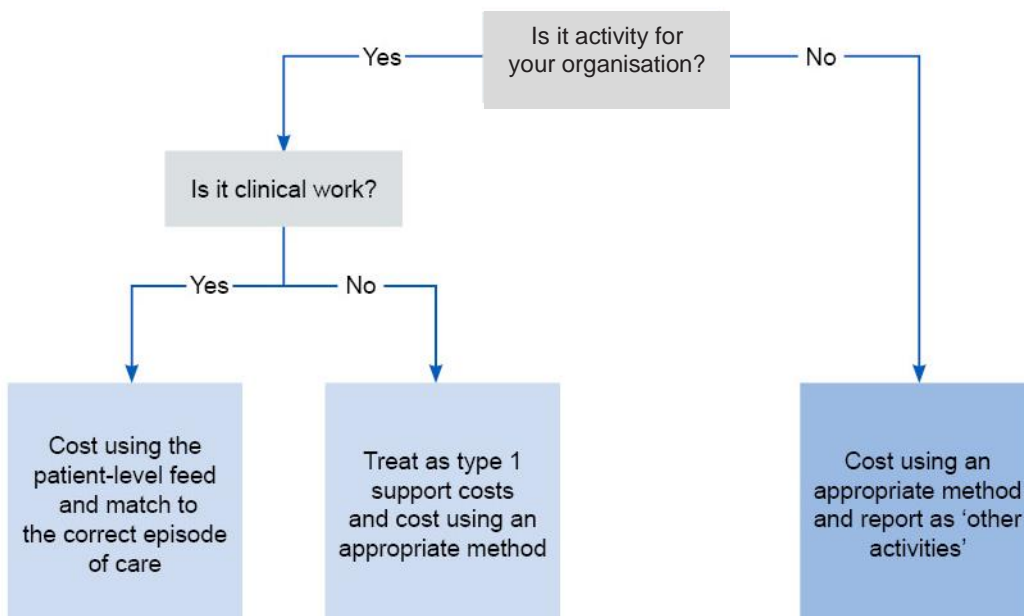 Is it activity for
your organisation?
Yes
No
Is it clinical work?
Yes
No
Cost using the
patient-level feed
and match to
the correct episode
of care
Treat as type 1
support costs
and cost using an
appropriate method
Cost using an
appropriate method
and report as ‘other
activities’